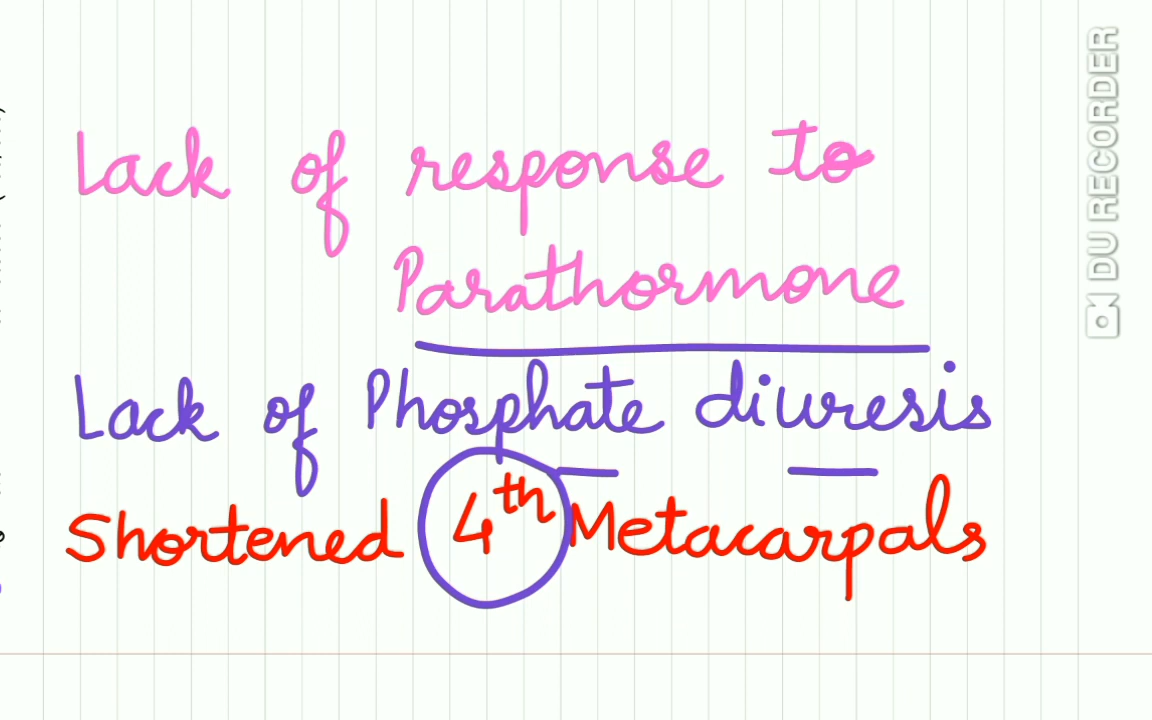 Lack of response to
Parathormone
Lack of Phosphate diuresis
Shortened 4th Metacarpals
DU RECORDER